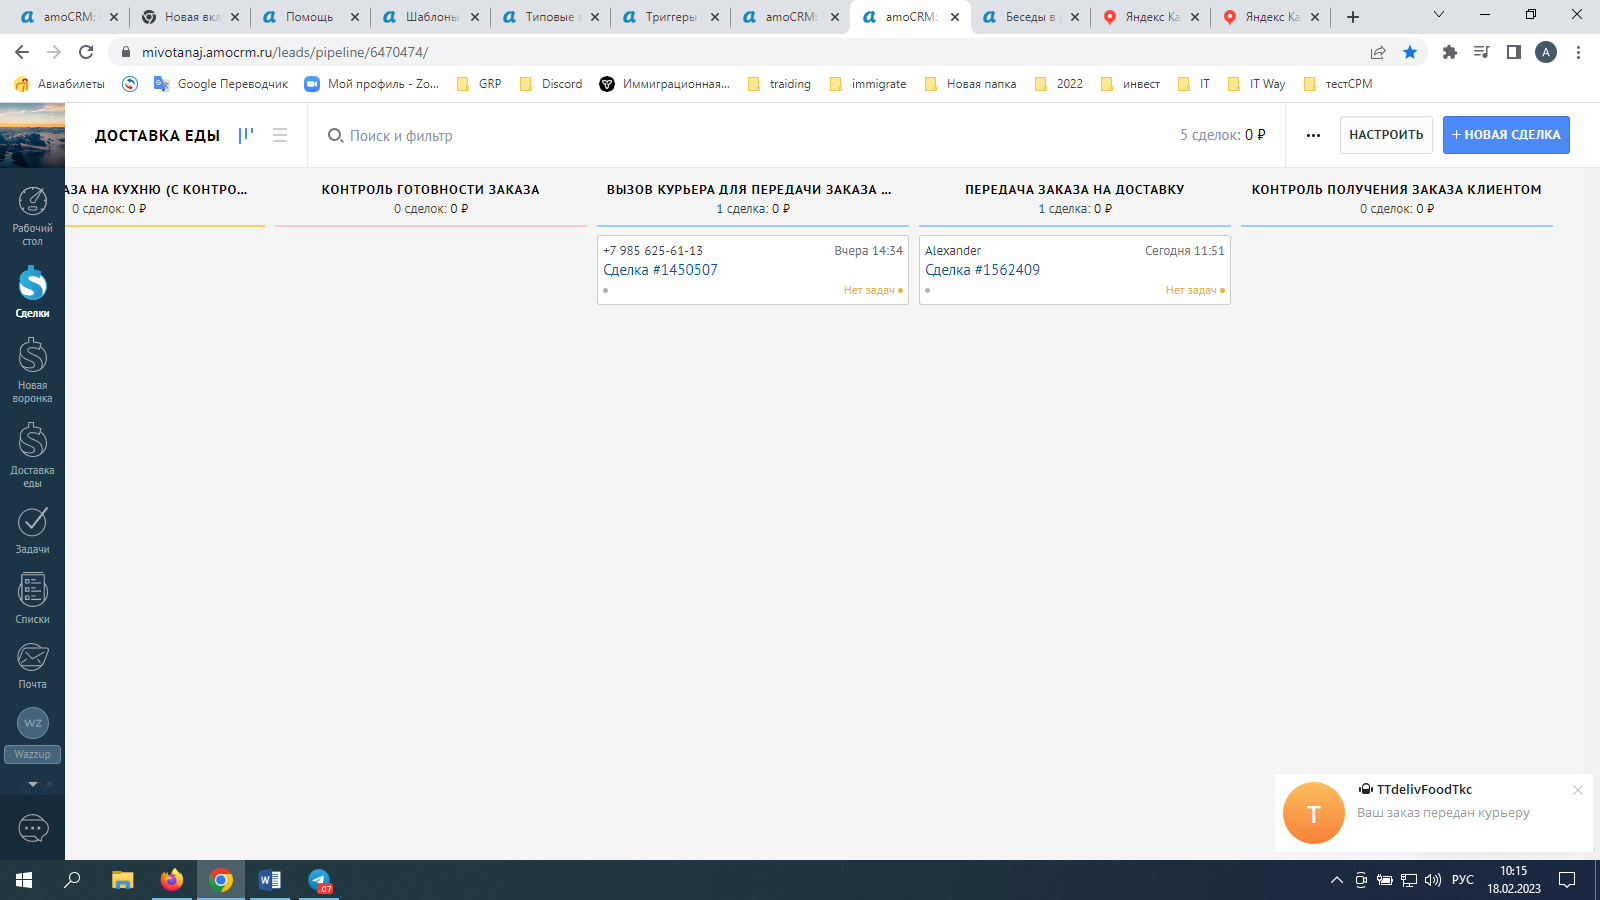 amoCRM:
Новая вкл
Помощь
Шаблоны
Типовые в
Триггеры
amoCRM:
amoCRM:
Беседы в р
Яндекс Ка
Яндекс Ка
mivotanaj.amocrm.ru/leads/pipeline/6470474/
A
Авиабилеты
Google Переводчик
Мой профиль - Zo...
GRP
Discord
Иммиграционная...
traiding
immigrate
Новая папка
2022
инвест
IT
IT Way
тестСРМ
ДОСТАВКА ЕДЫ
Поиск и фильтр
5 сделок: 0 ₽
НАСТРОИТЬ
+ НОВАЯ СДЕЛКА
АЗА НА КУХНЮ (С КОНТРО...
0 сделок: 0 ₽
КОНТРОЛЬ ГОТОВНОСТИ ЗАКАЗА
0 сделок: 0 ₽
ВЫЗОВ КУРЬЕРА ДЛЯ ПЕРЕДАЧИ ЗАКАЗА ...
1 сделка: 0 ₽
ПЕРЕДАЧА ЗАКАЗА НА ДОСТАВКУ
1 сделка: 0 ₽
КОНТРОЛЬ ПОЛУЧЕНИЯ ЗАКАЗА КЛИЕНТОМ
0 сделок: 0 ₽
+7 985 625-61-13
Вчера 14:34
Сделка #1450507
Нет задач
Alexander
Сегодня 11:51
Сделка #1562409
Нет задач
Рабочий
стол
Сделки
Новая
воронка
Доставка
еды
Задачи
Списки
Почта
WZ
Wazzup
T
TTdelivFoodTkc
Ваш заказ передан курьеру
.07
РУС
10:15
18.02.2023